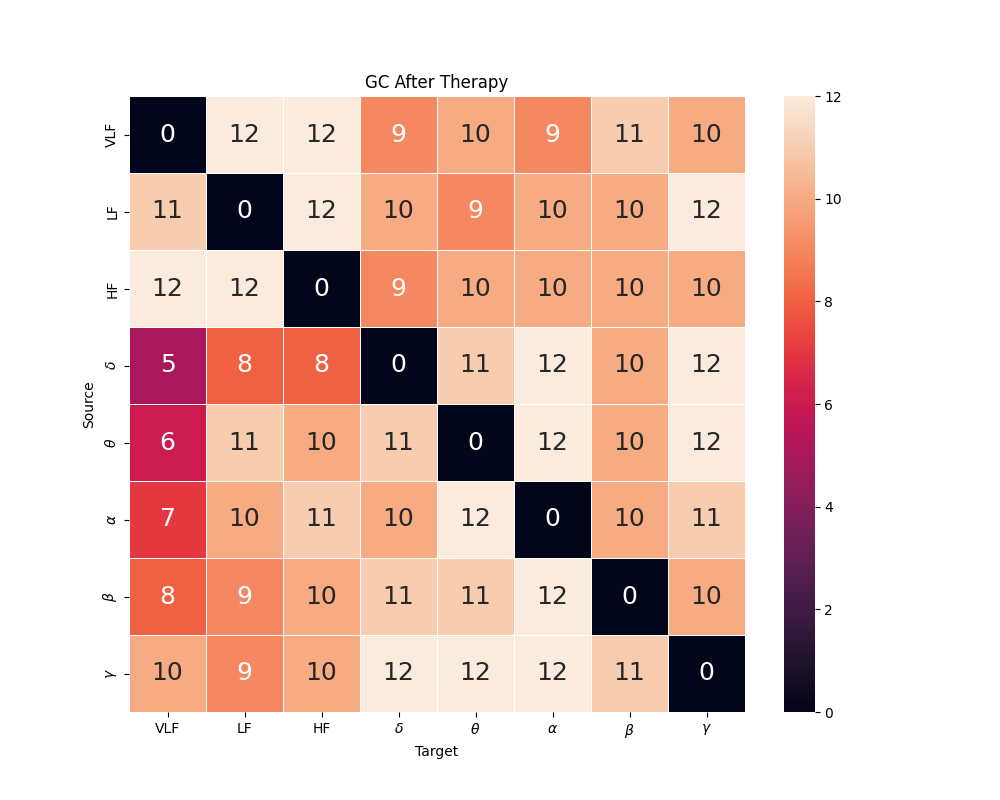 GC After Therapy
VLF 0 12 12 9 10 9 11 10
LF 11 0 12 10 9 10 10 12
HF 12 12 0 9 10 10 10 10
δ 5 8 8 0 11 12 10 12
θ 6 11 10 11 0 12 10 12
α 7 10 11 10 12 0 10 11
β 8 9 10 11 11 12 0 10
γ 10 9 10 12 12 12 11 0
VLF LF HF δ θ α β γ
Target
Source
12
10
8
6
4
2
0